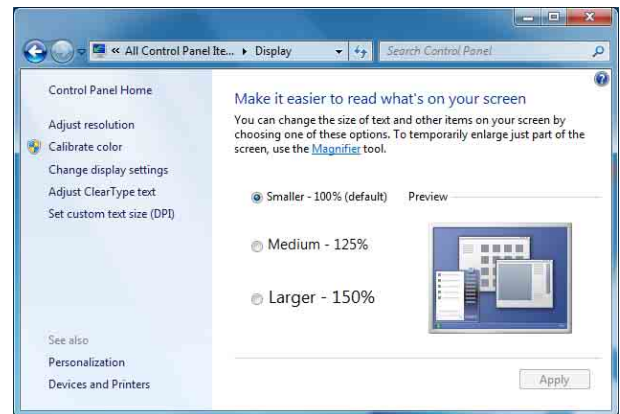 « All Control Panel Ite... ▸ Display
Search Control Panel
Control Panel Home
Adjust resolution
Calibrate color
Change display settings
Adjust ClearType text
Set custom text size (DPI)
See also
Personalization
Devices and Printers
Make it easier to read what's on your screen
You can change the size of text and other items on your screen by
choosing one of these options. To temporarily enlarge just part of the
screen, use the Magnifier tool.
Smaller - 100% (default)
Preview
Medium - 125%
Larger - 150%
Apply